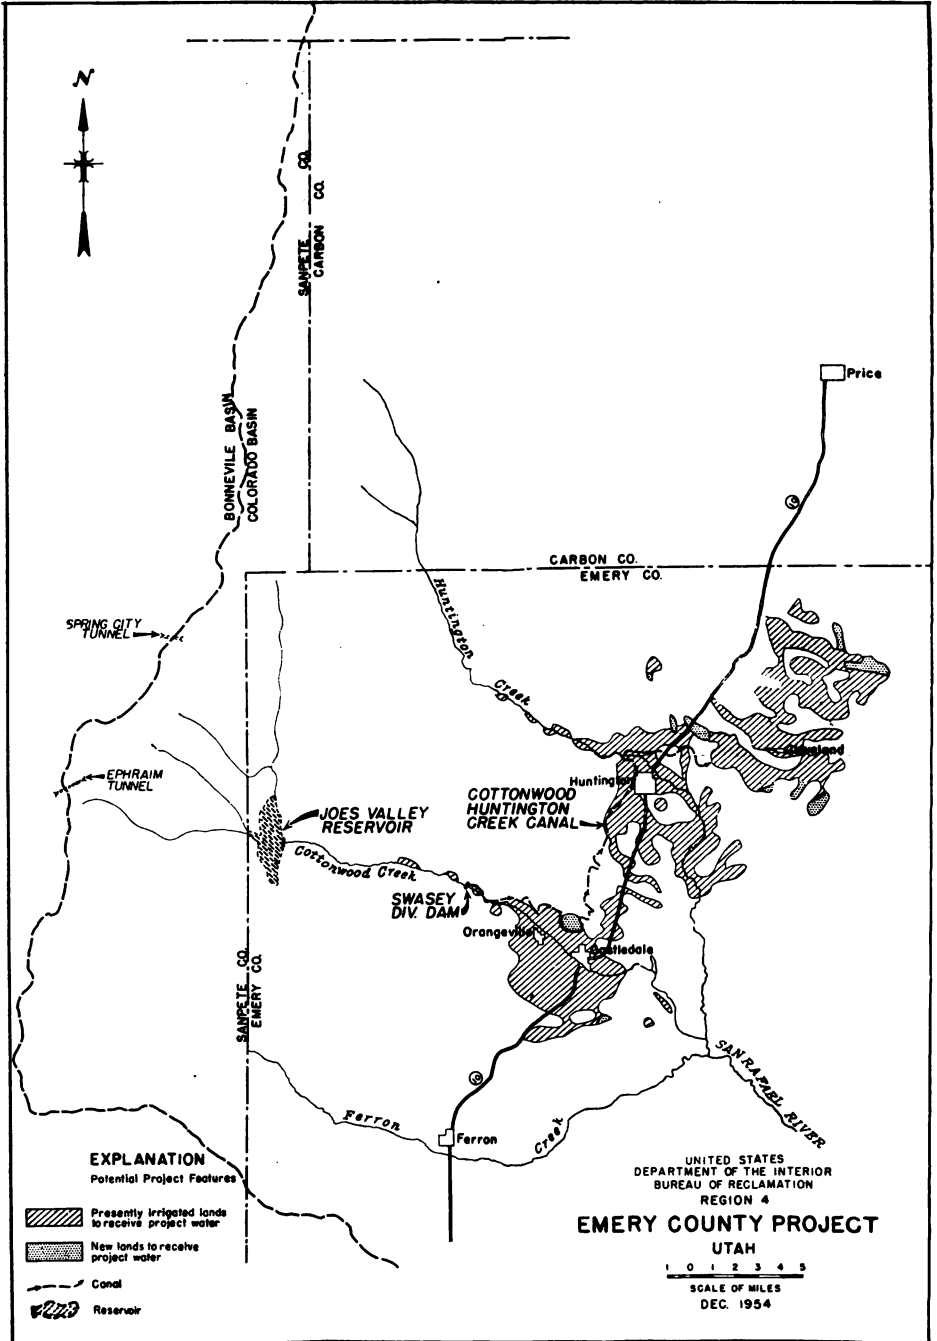 N
SANPETE CO.
CARBON CO.
Price
BONNEVILE BASIN
COLORADO BASIN
10
CARBON CO.
EMERY CO.
Huntington
Creek
SPRING CITY
TUNNEL
Cleveland
EPHRAIM
TUNNEL
Huntington
JOES VALLEY
RESERVOIR
COTTONWOOD
HUNTINGTON
CREEK CANAL
Cottonwood Creek
SWASEY
DIV. DAM
Orangeville
Castledale
SANPETE CO.
EMERY CO.
SAN RAFAEL RIVER
10
Ferron
Creek
Ferron
EXPLANATION
Potential Project Features
Presently irrigated lands
to receive project water
New lands to receive
project water
Canal
Reservoir
UNITED STATES
DEPARTMENT OF THE INTERIOR
BUREAU OF RECLAMATION
REGION 4
EMERY COUNTY PROJECT
UTAH
1 0 1 2 3 4 5
SCALE OF MILES
DEC. 1954